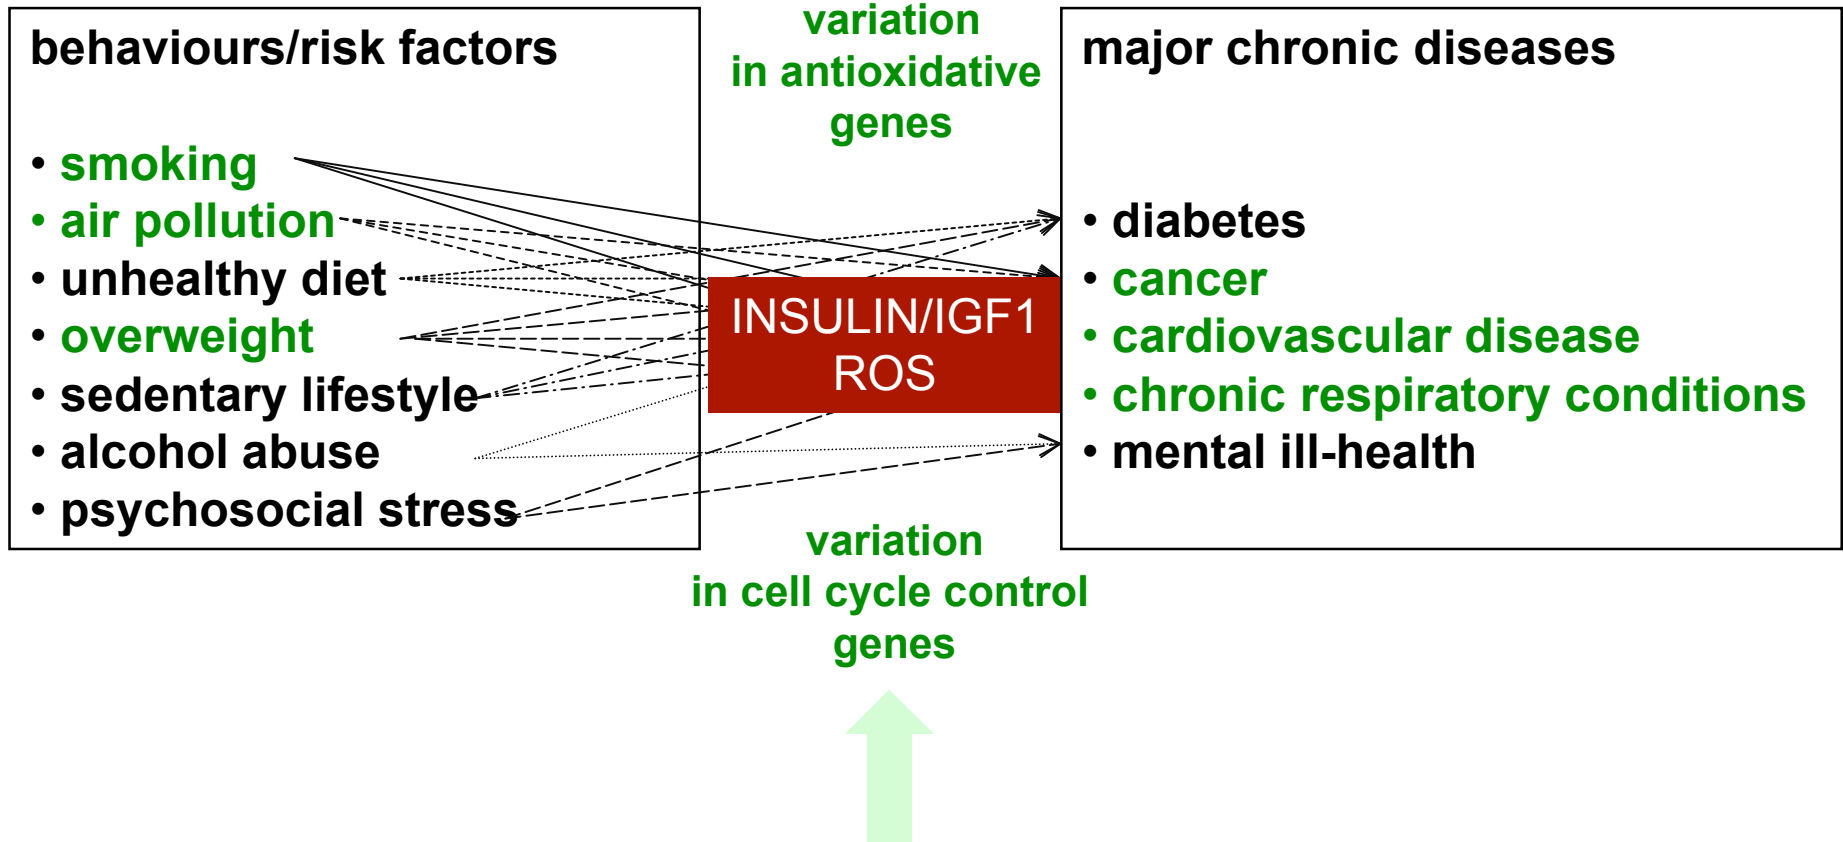 behaviours/risk factors
• smoking
• air pollution
• unhealthy diet
• overweight
• sedentary lifestyle
• alcohol abuse
• psychosocial stress
variation
in antioxidative
genes
INSULIN/IGF1
ROS
variation
in cell cycle control
genes
major chronic diseases
• diabetes
• cancer
• cardiovascular disease
• chronic respiratory conditions
• mental ill-health